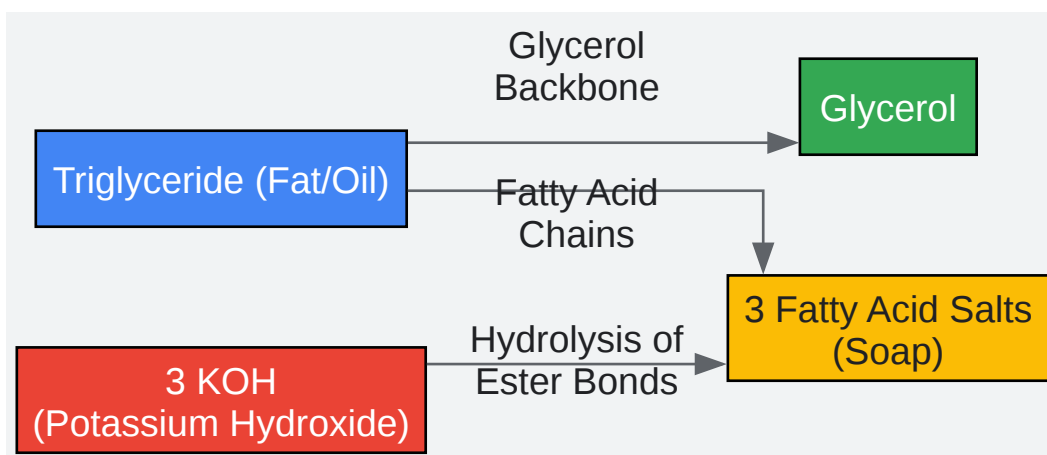 Glycerol
Backbone
Glycerol
Triglyceride (Fat/Oil)
Fatty Acid
Chains
3 Fatty Acid Salts
(Soap)
Hydrolysis of
Ester Bonds
3 KOH
(Potassium Hydroxide)